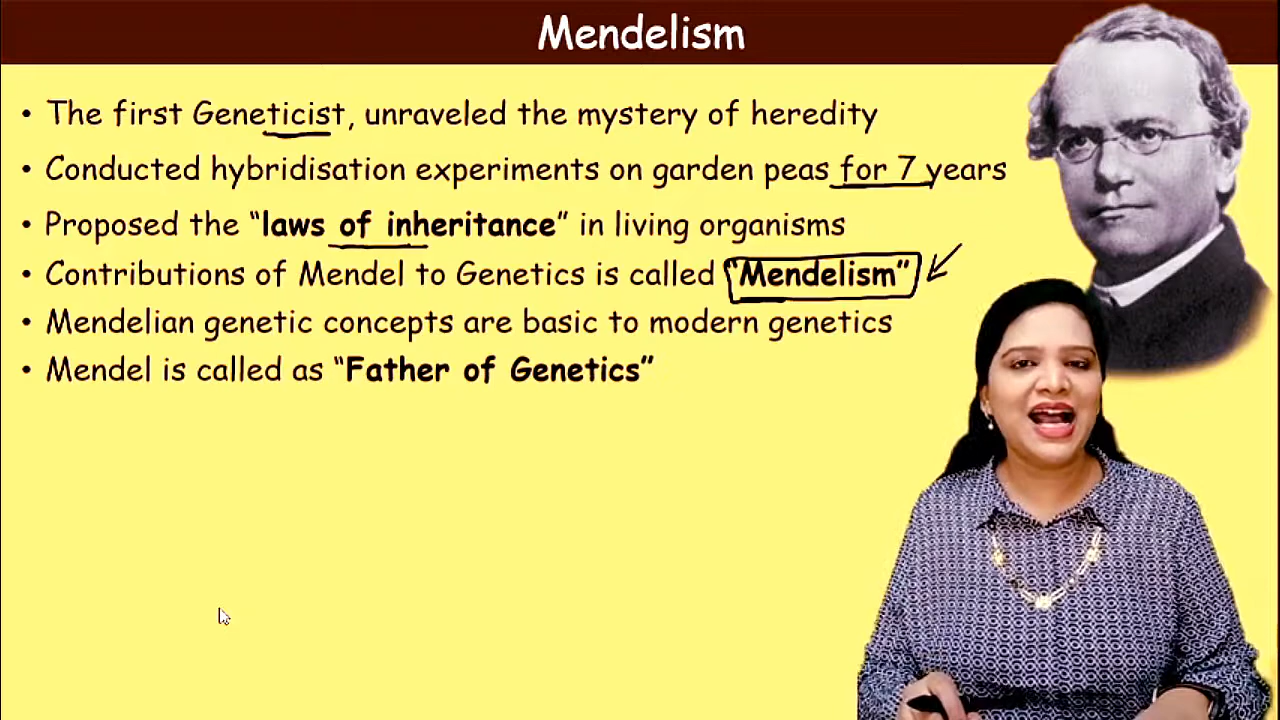 Mendelism
• The first Geneticist, unraveled the mystery of heredity
• Conducted hybridisation experiments on garden peas for 7 years
• Proposed the “laws of inheritance” in living organisms
• Contributions of Mendel to Genetics is called “Mendelism”
• Mendelian genetic concepts are basic to modern genetics
• Mendel is called as “Father of Genetics”